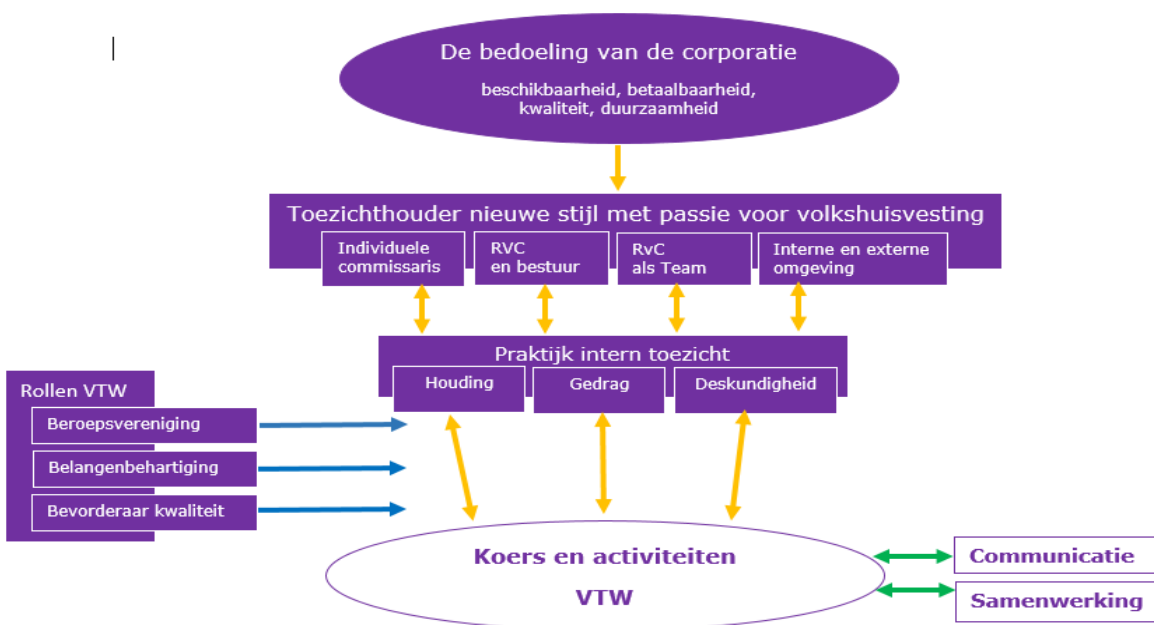 De bedoeling van de corporatie
beschikbaarheid, betaalbaarheid,
kwaliteit, duurzaamheid
Toezichthouder nieuwe stijl met passie voor volkshuisvesting
Individuele
commissaris
RVC
en bestuur
RvC
als Team
Interne en externe
omgeving
Praktijk intern toezicht
Houding
Gedrag
Deskundigheid
Rollen VTW
Beroepsvereniging
Belangenbehartiging
Bevorderaar kwaliteit
Koers en activiteiten
VTW
Communicatie
Samenwerking